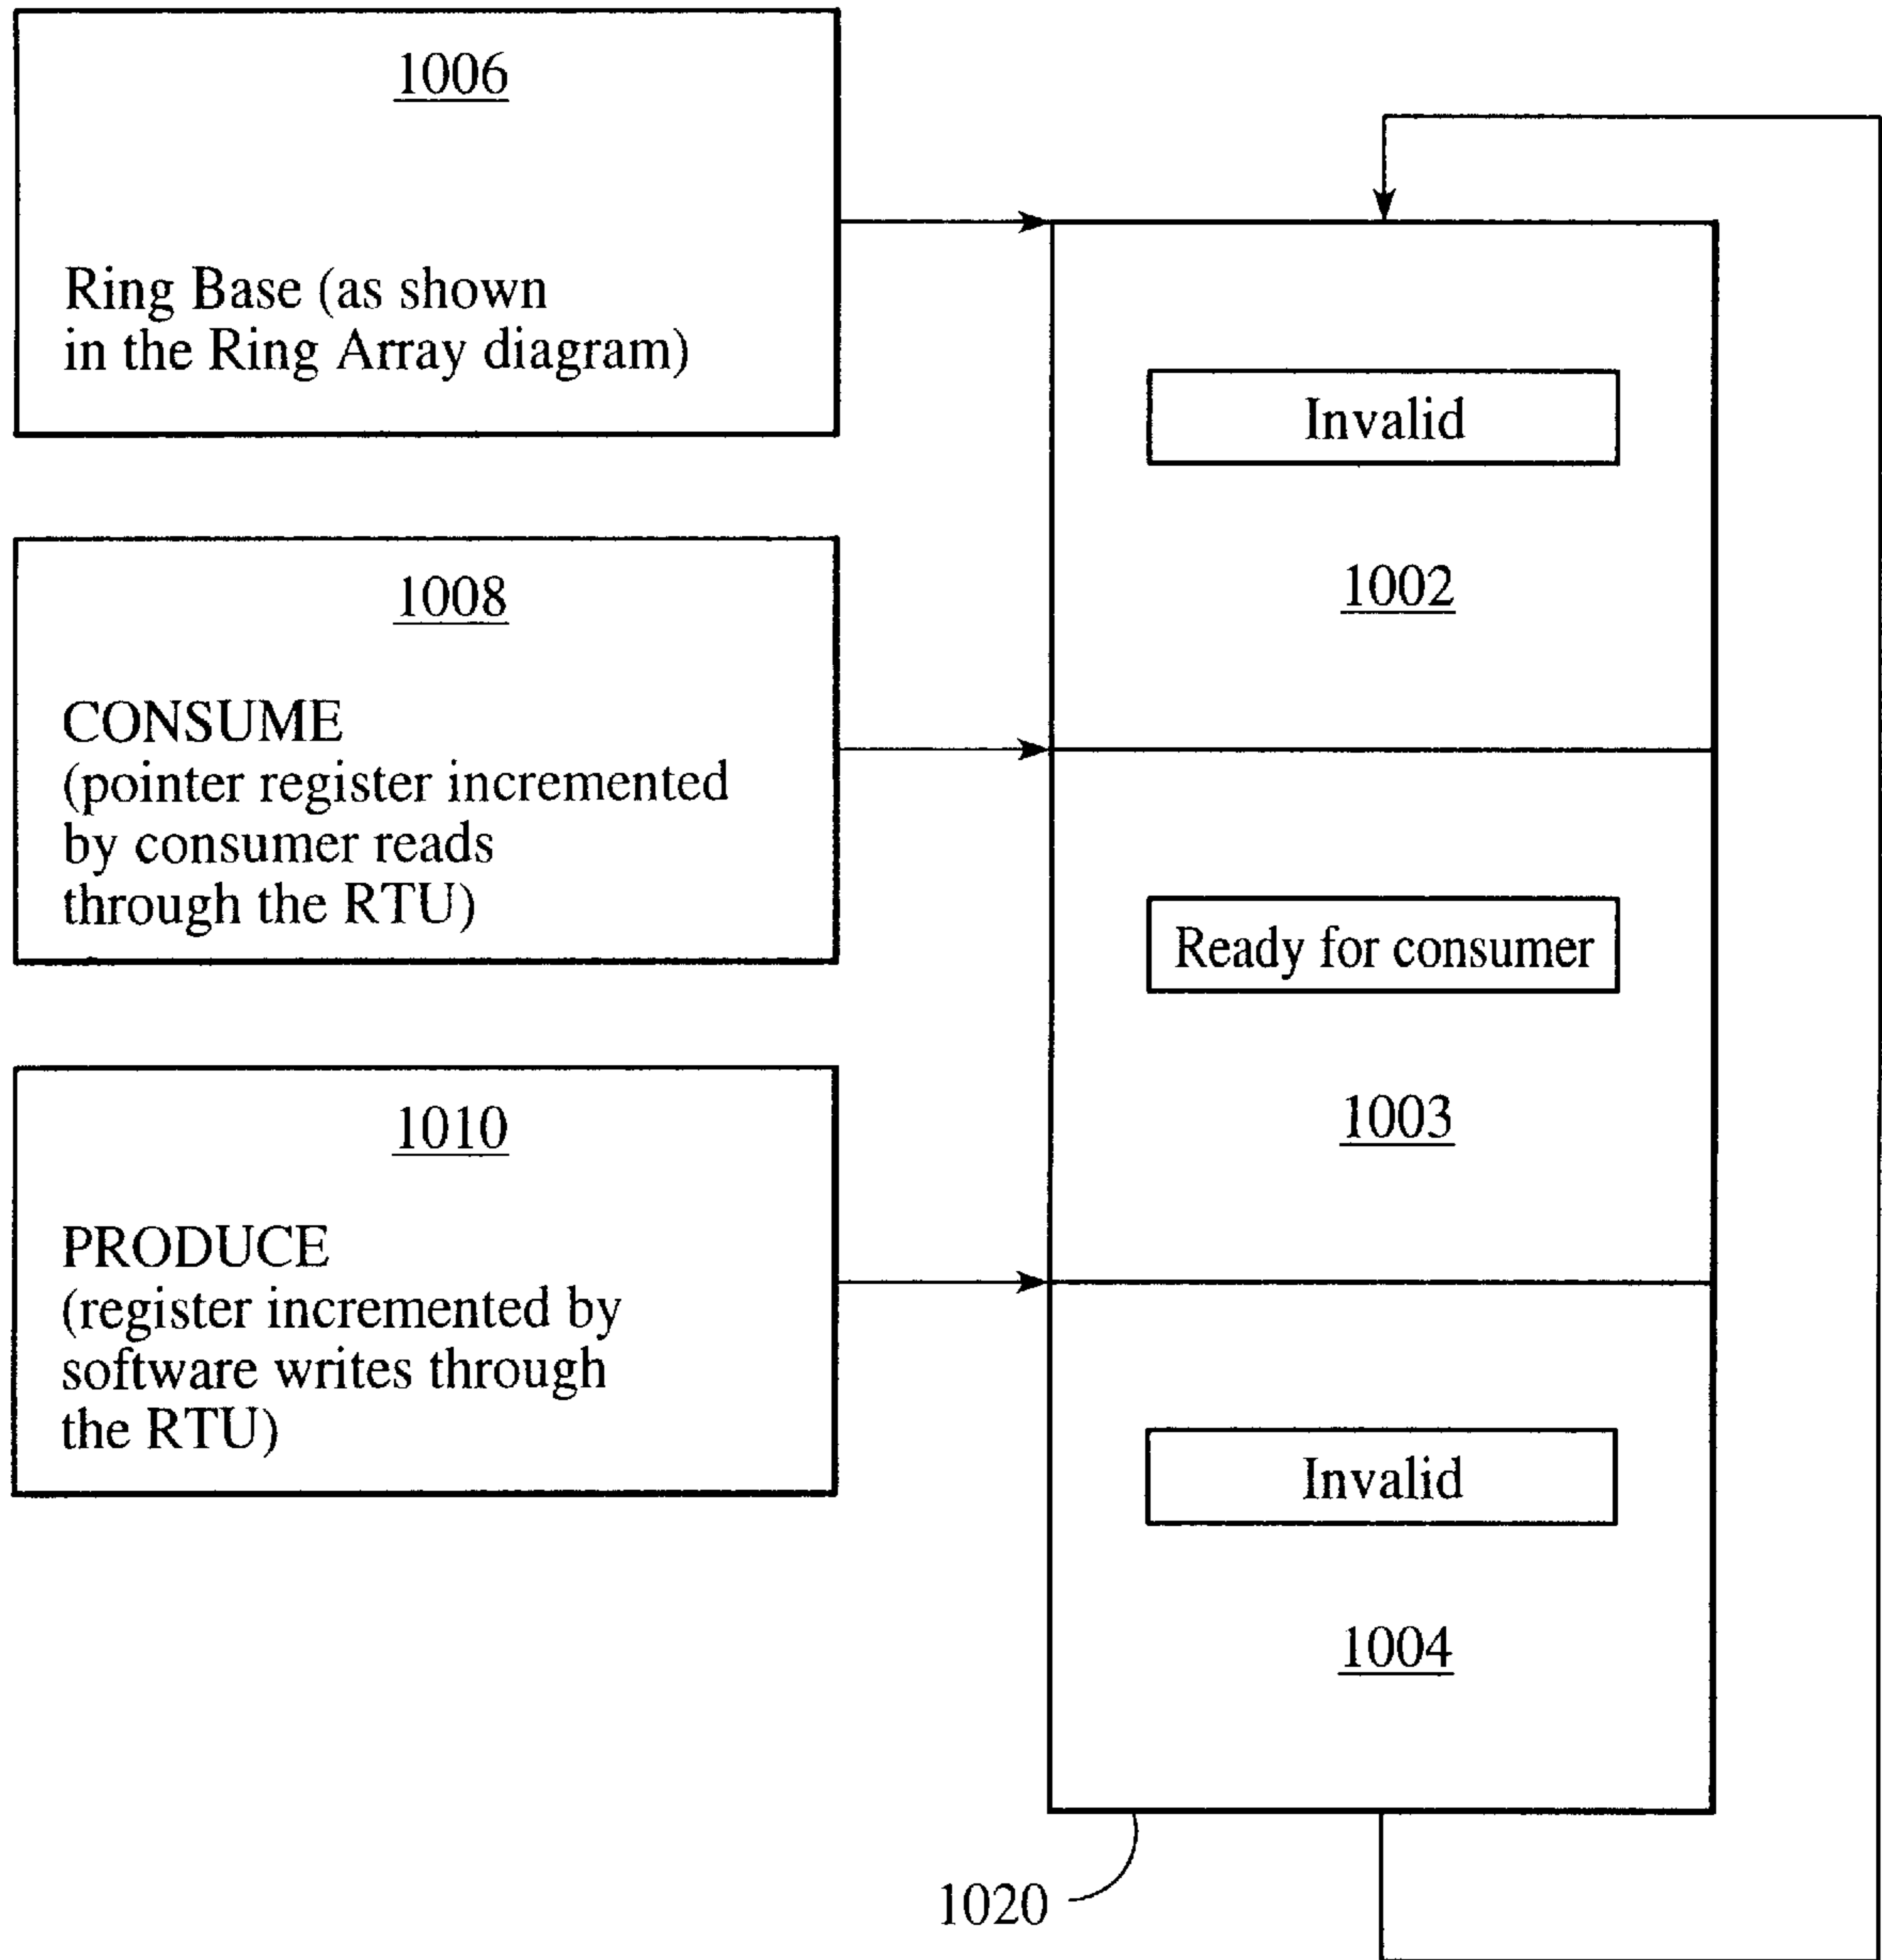 1006
Ring Base (as shown
in the Ring Array diagram)
1008
CONSUME
(pointer register incremented
by consumer reads
through the RTU)
1010
PRODUCE
(register incremented by
software writes through
the RTU)
Invalid
1002
Ready for consumer
1003
Invalid
1004
1020